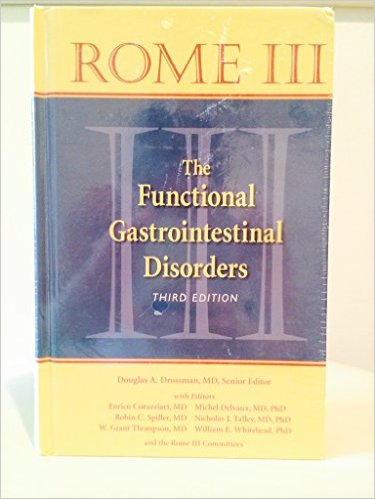 ROME III
III
The
Functional
Gastrointestinal
Disorders
THIRD EDITION
Douglas A. Drossman, MD, Senior Editor
with Editors
Enrico Corazziari, MD Michel Delvaux, MD, PhD
Robin C. Spiller, MD Nicholas J. Talley, MD, PhD
W. Grant Thompson, MD William E. Whitehead, PhD
and the Rome III Committees